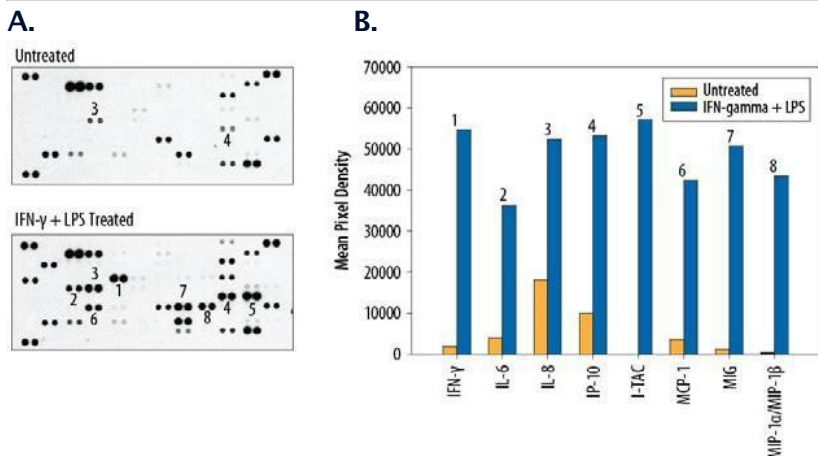 A.
Untreated
3
4
IFN-γ + LPS Treated
3
2
1
7
6
8
4
5
B.
Mean Pixel Density
70000
60000
50000
40000
30000
20000
10000
0
Untreated
IFN-gamma + LPS
1
2
3
4
5
6
7
8
IFN-γ
IL-6
IL-8
IP-10
I-TAC
MCP-1
MIG
MIP-1α/MIP-1β